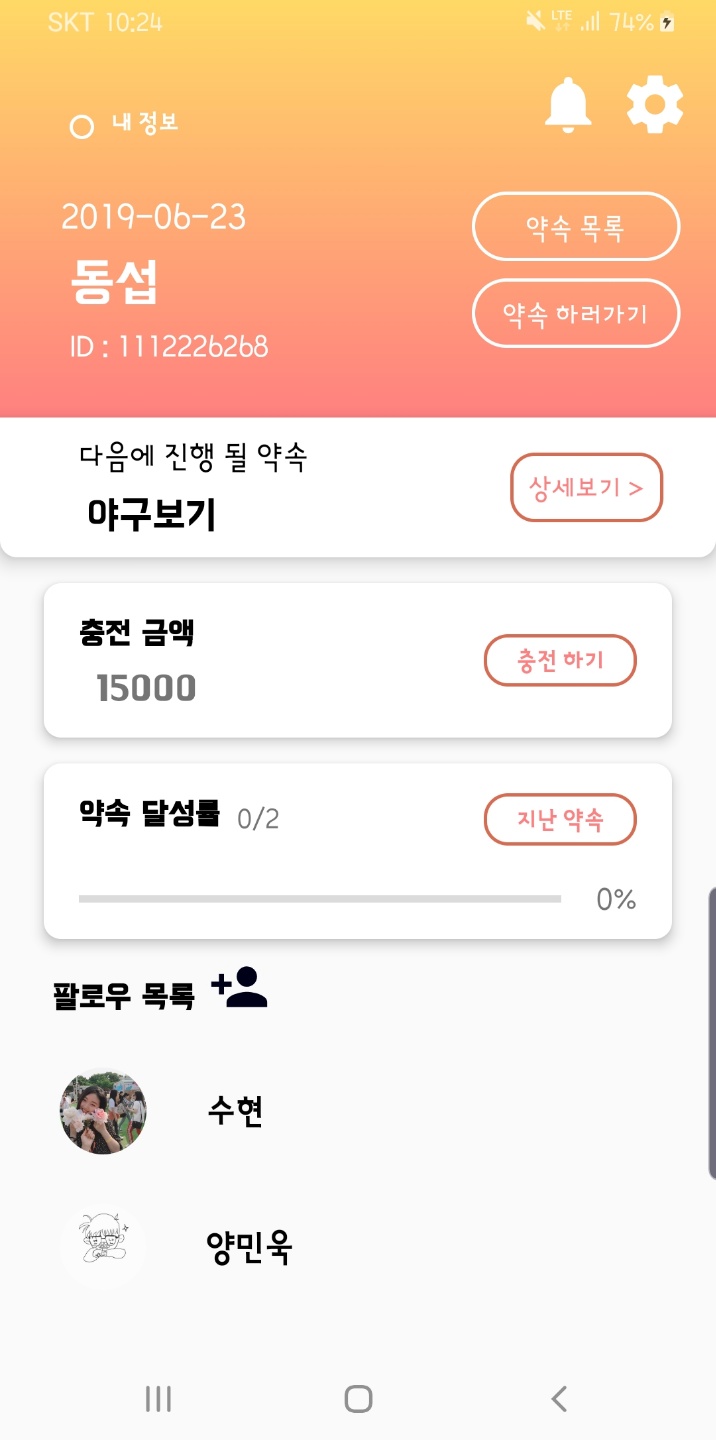 SKT 10:24 LTE 74%
내 정보
2019-06-23
약속 목록
동섭
약속 하러가기
ID : 1112226268
다음에 진행 될 약속
야구보기
상세보기 >
충전 금액
15000
충전 하기
약속 달성률 0/2
지난 약속
0%
팔로우 목록
수현
양민욱